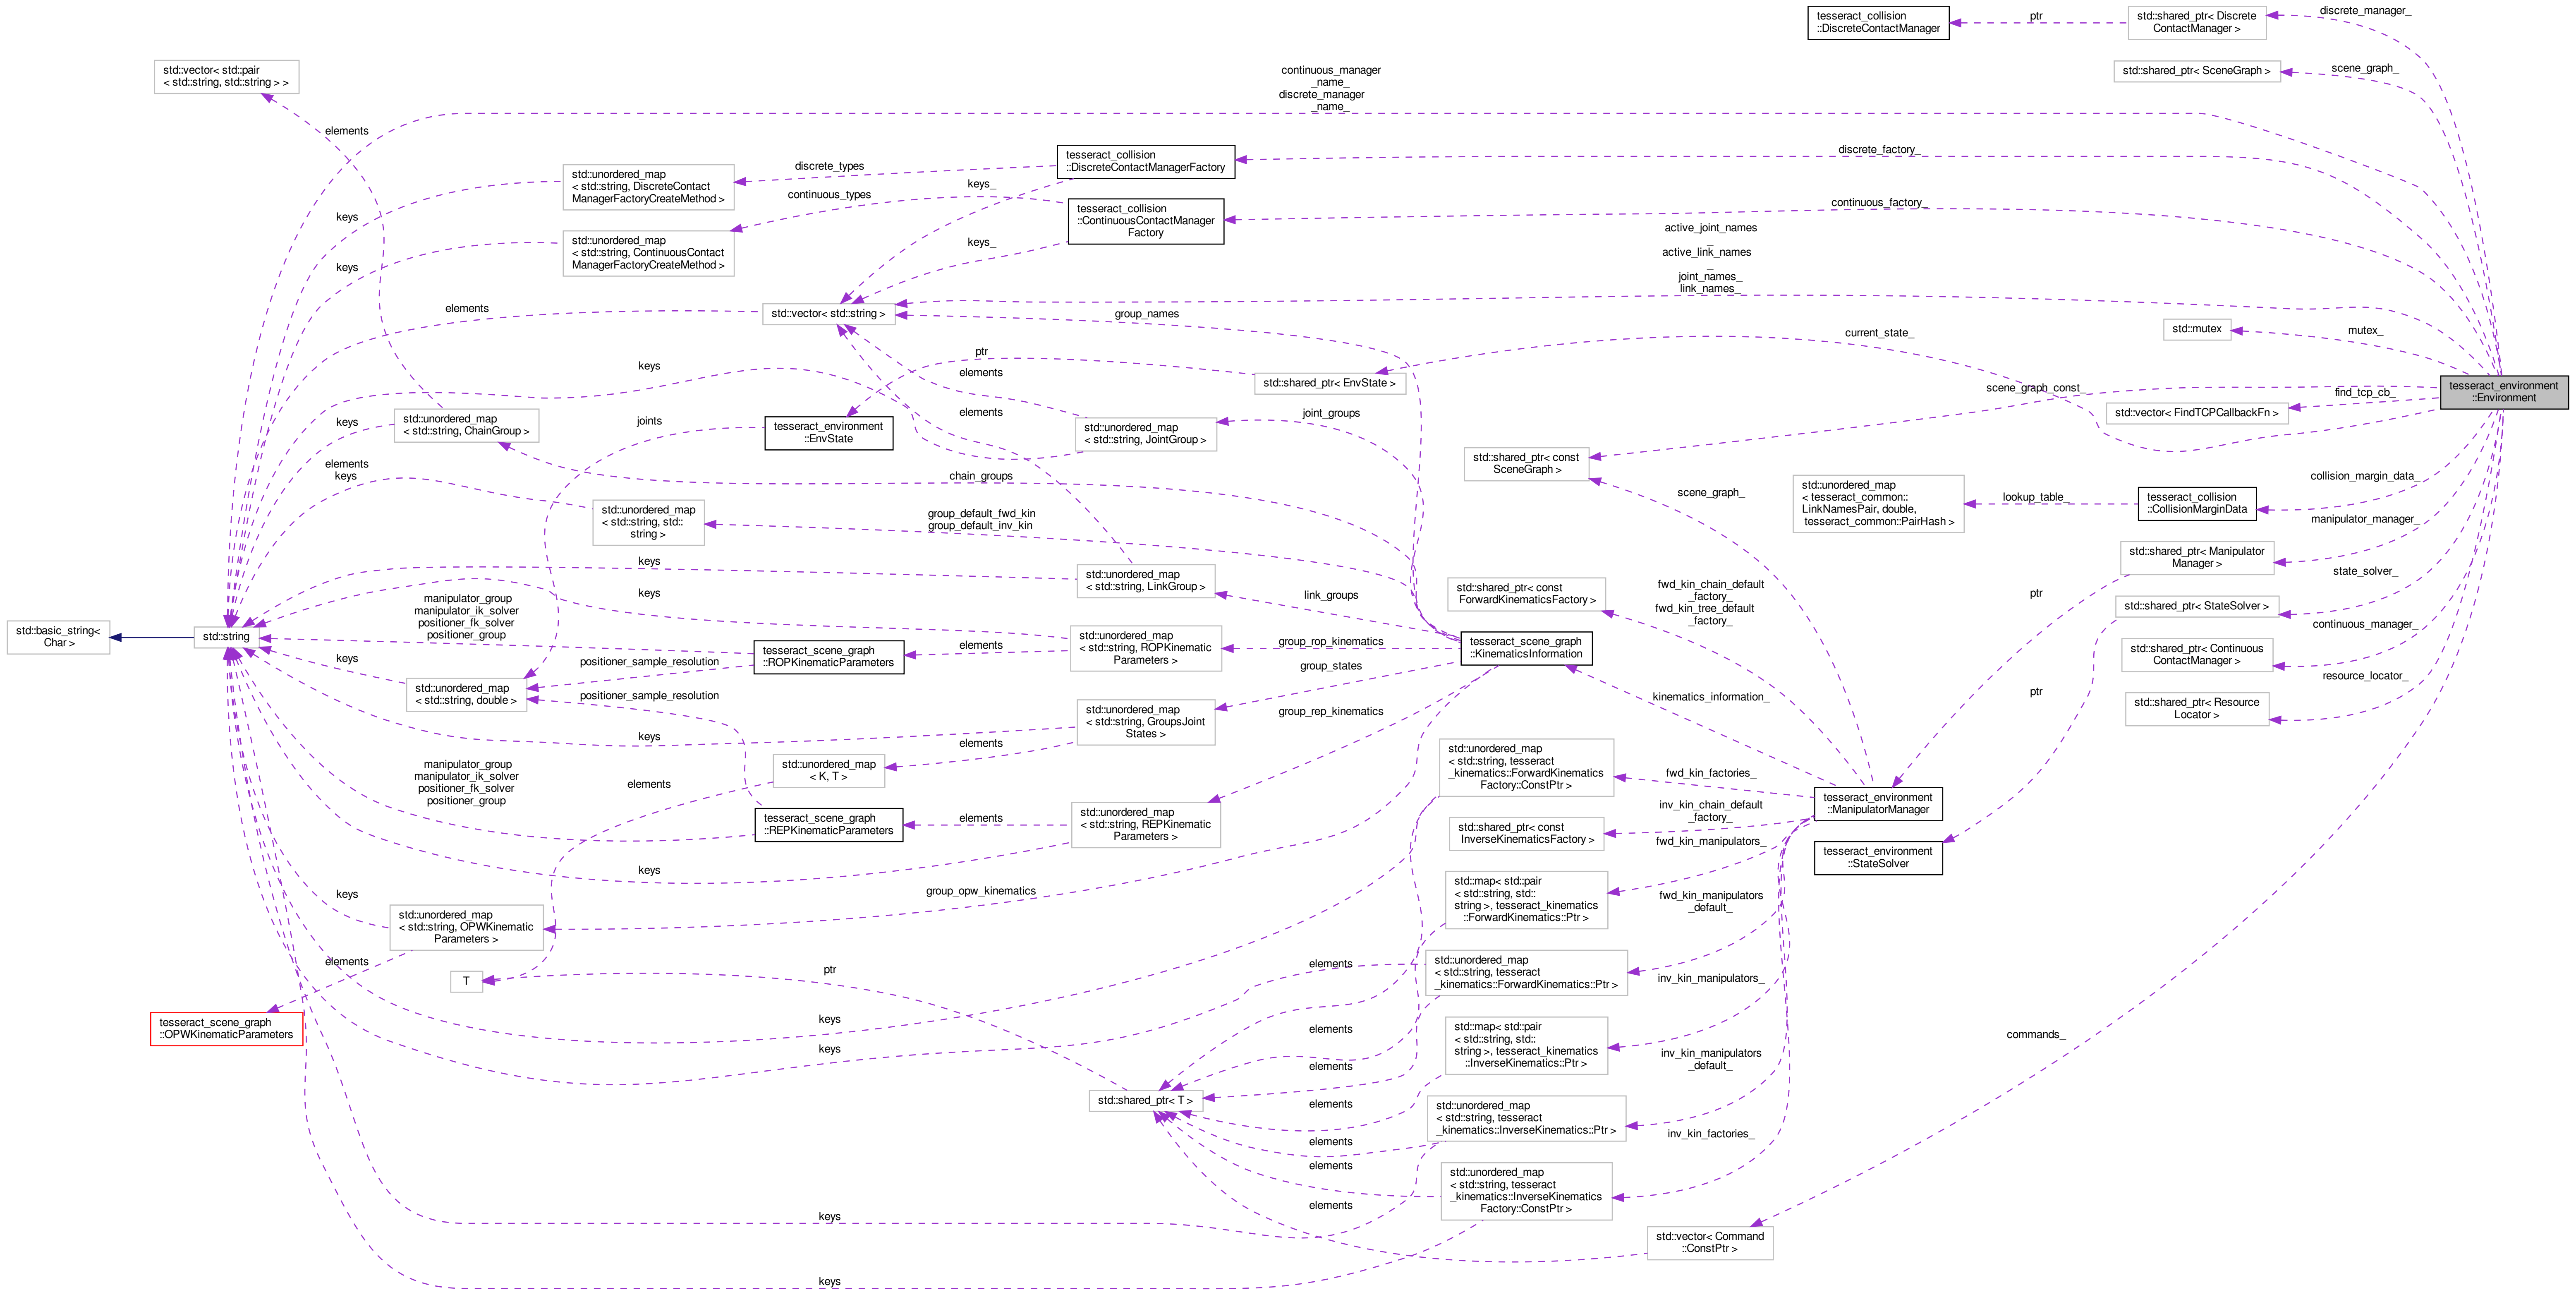 tesseract_collision
::DiscreteContactManager
ptr
std::shared_ptr< Discrete
ContactManager >
discrete_manager_
std::shared_ptr< SceneGraph >
scene_graph_
std::vector< std::pair
< std::string, std::string > >
elements
continuous_manager
_name_
discrete_manager
_name_
std::unordered_map
< std::string, DiscreteContact
ManagerFactoryCreateMethod >
discrete_types
tesseract_collision
::DiscreteContactManagerFactory
discrete_factory_
keys_
keys
continuous_types
tesseract_collision
::ContinuousContactManager
Factory
continuous_factory_
std::unordered_map
< std::string, ContinuousContact
ManagerFactoryCreateMethod >
keys
keys_
active_joint_names
_
active_link_names
_
joint_names_
link_names_
std::vector< std::string >
elements
group_names
std::mutex
mutex_
current_state_
ptr
std::shared_ptr< EnvState >
elements
keys
scene_graph_const_
tesseract_environment
::Environment
find_tcp_cb_
std::vector< FindTCPCallbackFn >
std::unordered_map
< std::string, ChainGroup >
keys
joints
tesseract_environment
::EnvState
elements
std::unordered_map
< std::string, JointGroup >
joint_groups
std::shared_ptr< const
SceneGraph >
elements
keys
chain_groups
scene_graph_
std::unordered_map
< tesseract_common::
LinkNamesPair, double,
tesseract_common::PairHash >
lookup_table_
tesseract_collision
::CollisionMarginData
collision_margin_data_
std::unordered_map
< std::string, std::
string >
group_default_fwd_kin
group_default_inv_kin
manipulator_manager_
std::shared_ptr< Manipulator
Manager >
keys
std::unordered_map
< std::string, LinkGroup >
link_groups
std::shared_ptr< const
ForwardKinematicsFactory >
fwd_kin_chain_default
_factory_
fwd_kin_tree_default
_factory_
ptr
state_solver_
std::shared_ptr< StateSolver >
manipulator_group
manipulator_ik_solver
positioner_fk_solver
positioner_group
keys
std::basic_string<
Char >
std::string
tesseract_scene_graph
::ROPKinematicParameters
elements
std::unordered_map
< std::string, ROPKinematic
Parameters >
group_rop_kinematics
tesseract_scene_graph
::KinematicsInformation
continuous_manager_
std::shared_ptr< Continuous
ContactManager >
keys
positioner_sample_resolution
group_states
std::unordered_map
< std::string, double >
positioner_sample_resolution
kinematics_information_
resource_locator_
ptr
std::shared_ptr< Resource
Locator >
std::unordered_map
< std::string, GroupsJoint
States >
group_rep_kinematics
keys
elements
std::unordered_map
< K, T >
manipulator_group
manipulator_ik_solver
positioner_fk_solver
positioner_group
elements
std::unordered_map
< std::string, tesseract
_kinematics::ForwardKinematics
Factory::ConstPtr >
fwd_kin_factories_
tesseract_environment
::ManipulatorManager
tesseract_scene_graph
::REPKinematicParameters
elements
std::unordered_map
< std::string, REPKinematic
Parameters >
std::shared_ptr< const
InverseKinematicsFactory >
inv_kin_chain_default
_factory_
fwd_kin_manipulators_
tesseract_environment
::StateSolver
keys
keys
group_opw_kinematics
std::map< std::pair
< std::string, std::
string >, tesseract_kinematics
::ForwardKinematics::Ptr >
fwd_kin_manipulators
_default_
std::unordered_map
< std::string, OPWKinematic
Parameters >
elements
T
ptr
elements
std::unordered_map
< std::string, tesseract
_kinematics::ForwardKinematics::Ptr >
inv_kin_manipulators_
tesseract_scene_graph
::OPWKinematicParameters
keys
elements
keys
elements
std::map< std::pair
< std::string, std::
string >, tesseract_kinematics
::InverseKinematics::Ptr >
inv_kin_manipulators
_default_
commands_
std::shared_ptr< T >
elements
std::unordered_map
< std::string, tesseract
_kinematics::InverseKinematics::Ptr >
inv_kin_factories_
elements
elements
std::unordered_map
< std::string, tesseract
_kinematics::InverseKinematics
Factory::ConstPtr >
keys
elements
std::vector< Command
::ConstPtr >
keys